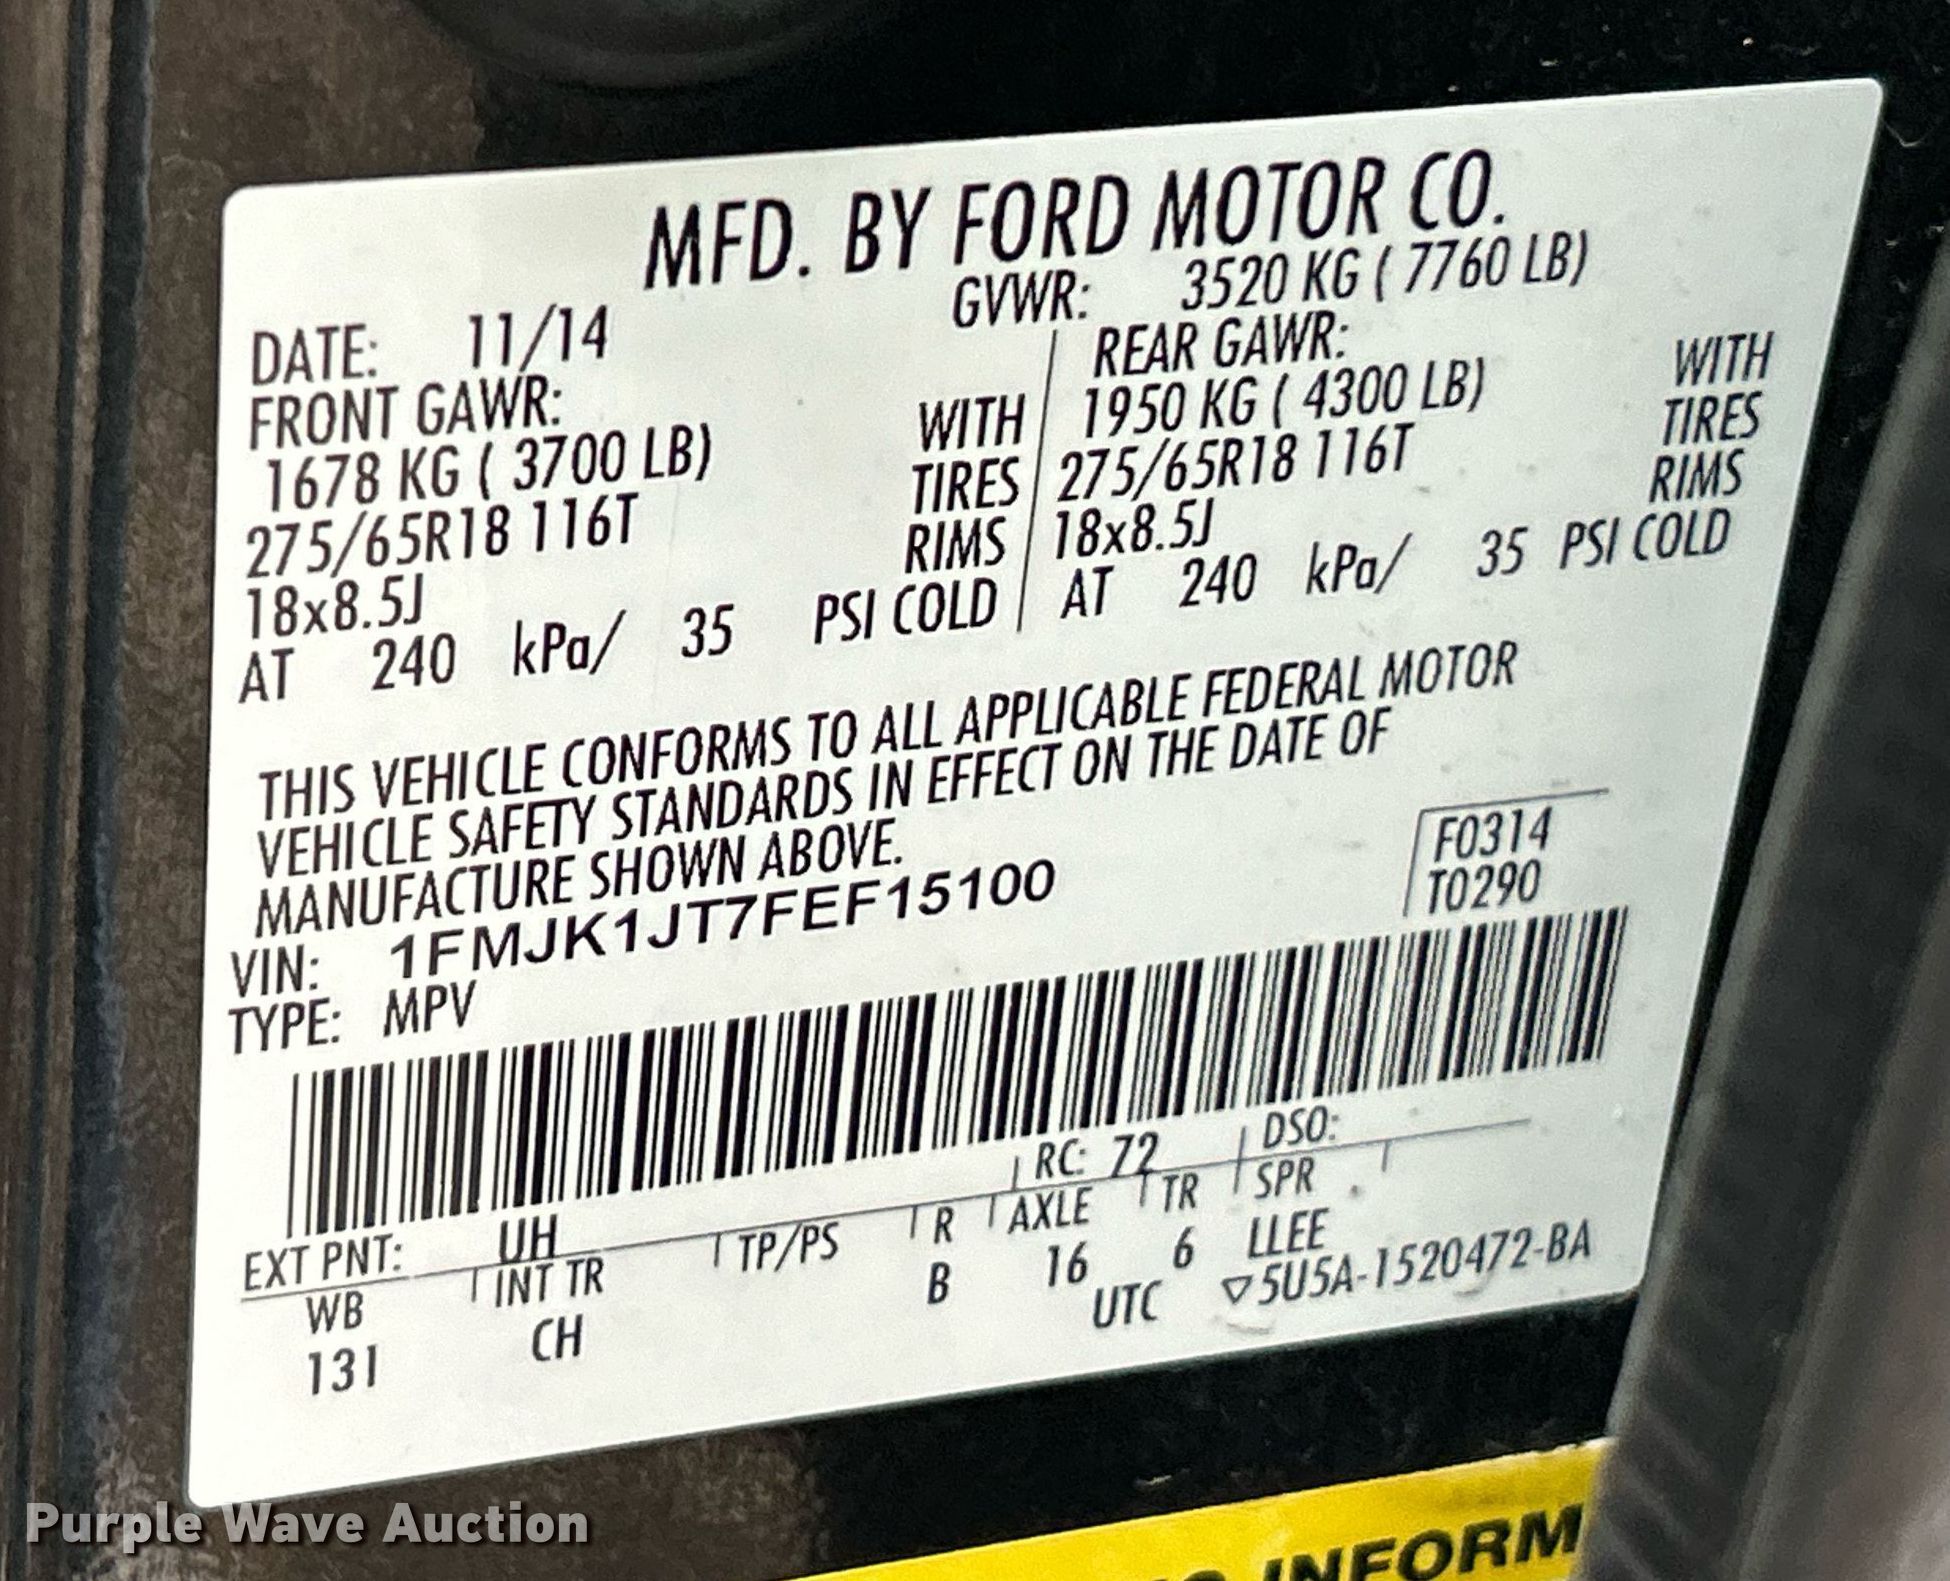 MFD. BY FORD MOTOR CO.
DATE: 11/14 GVWR: 3520 KG ( 7760 LB)
FRONT GAWR: REAR GAWR:
1678 KG ( 3700 LB) WITH 1950 KG ( 4300 LB) WITH
275/65R18 116T TIRES 275/65R18 116T TIRES
18x8.5J RIMS 18x8.5J RIMS
AT 240 kPa/ 35 PSI COLD AT 240 kPa/ 35 PSI COLD
THIS VEHICLE CONFORMS TO ALL APPLICABLE FEDERAL MOTOR
VEHICLE SAFETY STANDARDS IN EFFECT ON THE DATE OF
MANUFACTURE SHOWN ABOVE.
VIN: 1FMJK1JT7FEF15100
TYPE: MPV
F0314
T0290
EXT PNT: UH RC: 72 DSO:
WB INT TR TP/PS R AXLE TR SPR
131 CH B 16 6 LLEE
UTC ▽5U5A-1520472-BA
INFORM
Purple Wave Auction